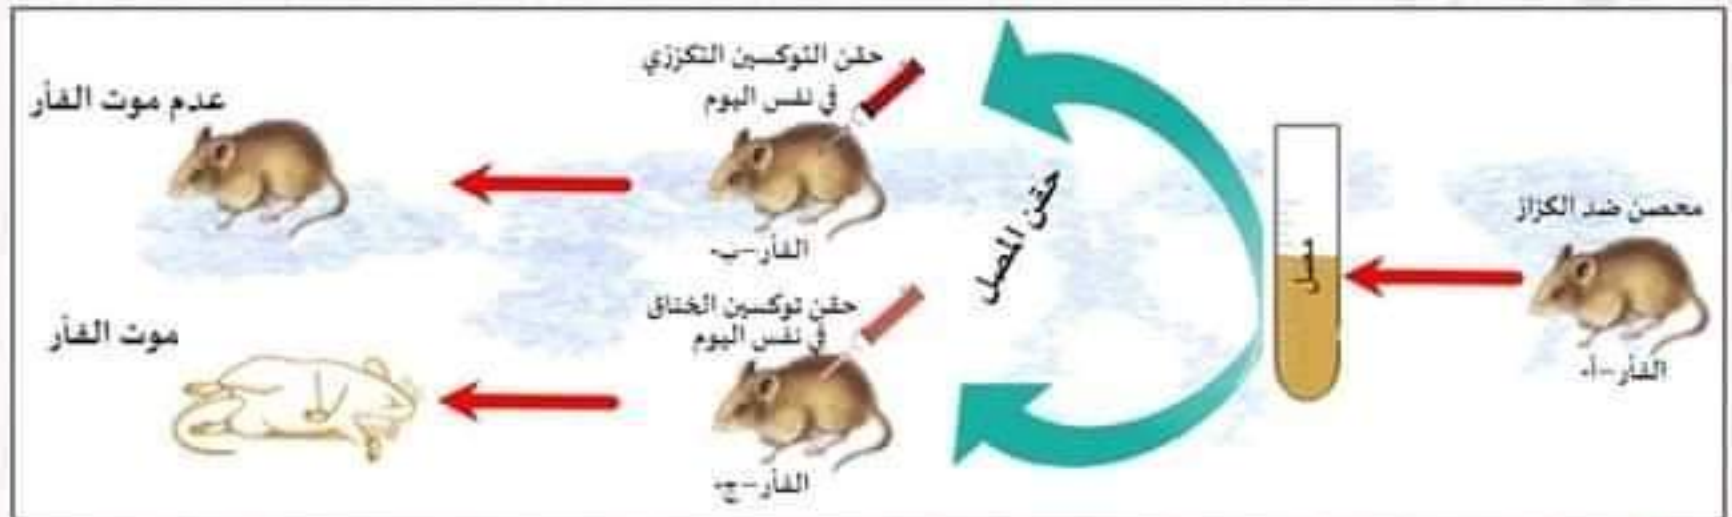 محصن ضد الكزاز
الفأر-أ-
مصل
حقن المصل
حقن التوكسين التكززي
في نفس اليوم
الفأر-ب-
عدم موت الفأر
حقن توكسين الخناق
في نفس اليوم
الفأر-ج-
موت الفأر